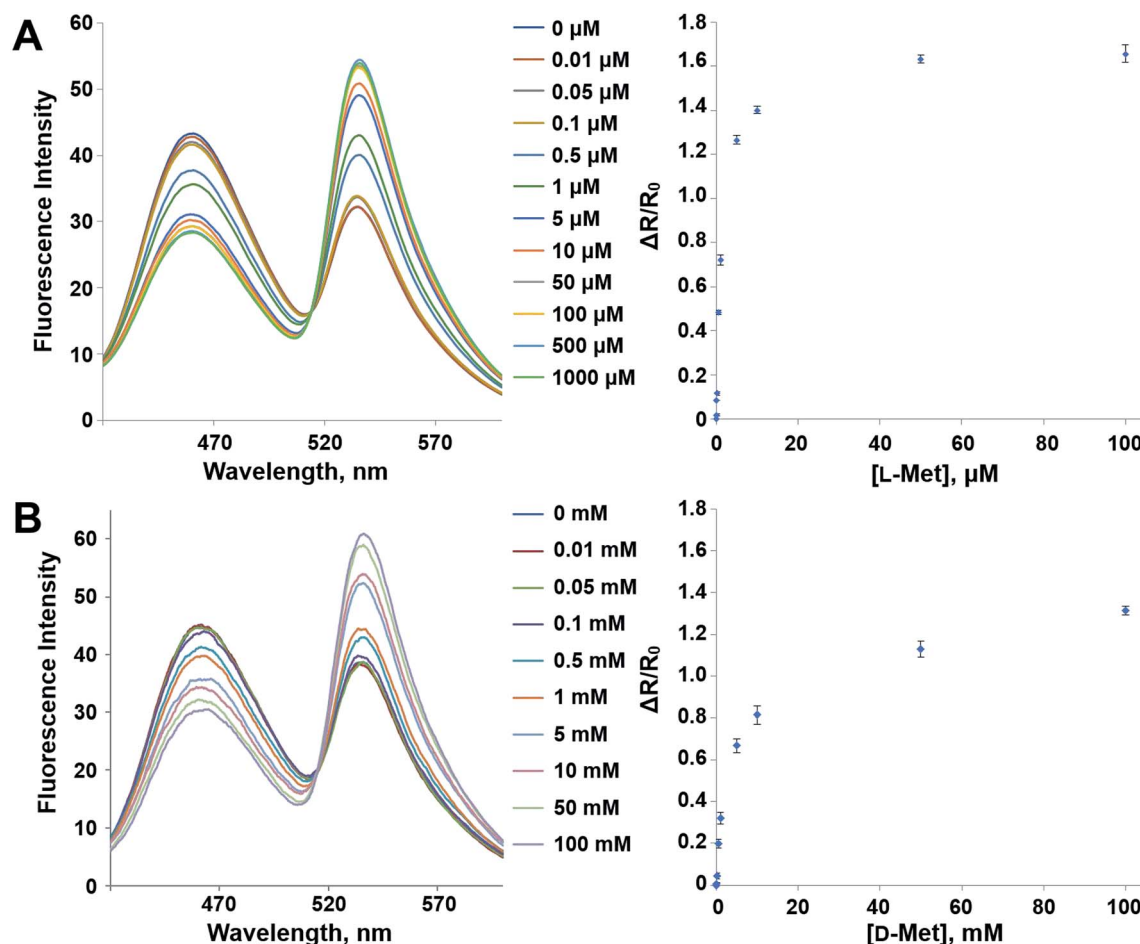 A
Fluorescence Intensity
60
50
40
30
20
10
0
470
520
570
Wavelength, nm
0 µM
0.01 µM
0.05 µM
0.1 µM
0.5 µM
1 µM
5 µM
10 µM
50 µM
100 µM
500 µM
1000 µM
ΔR/R0
1.8
1.6
1.4
1.2
1.0
0.8
0.6
0.4
0.2
0
0
20
40
60
80
100
[L-Met], µM
B
Fluorescence Intensity
60
50
40
30
20
10
0
470
520
570
Wavelength, nm
0 mM
0.01 mM
0.05 mM
0.1 mM
0.5 mM
1 mM
5 mM
10 mM
50 mM
100 mM
ΔR/R0
1.8
1.6
1.4
1.2
1.0
0.8
0.6
0.4
0.2
0
0
20
40
60
80
100
[D-Met], mM